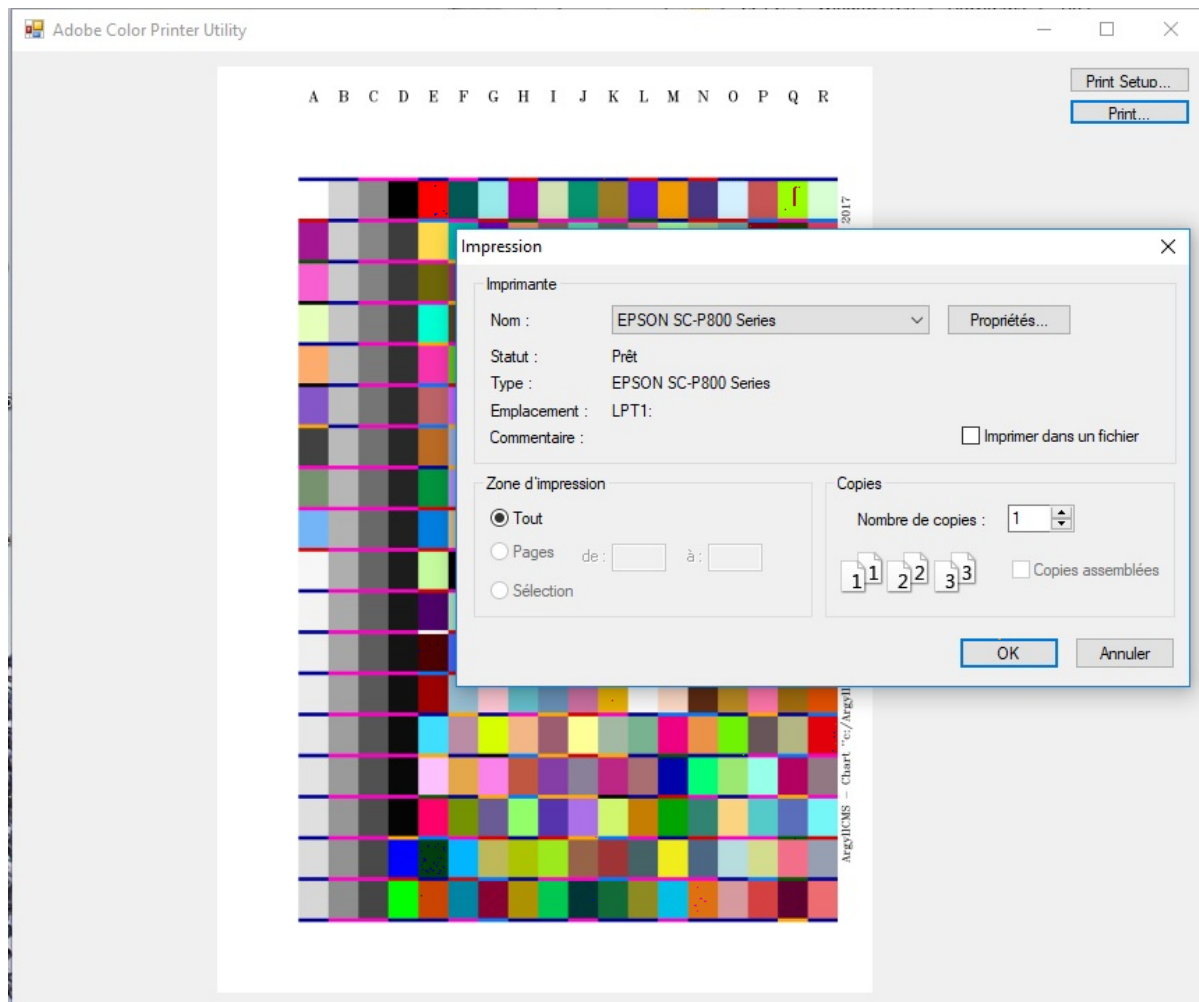 Adobe Color Printer Utility
Print Setup...
Print...
A B C D E F G H I J K L M N O P Q R
2017
Impression
Imprimante
Nom :
EPSON SC-P800 Series
Propriétés...
Statut :
Prêt
Type :
EPSON SC-P800 Series
Emplacement :
LPT1:
Commentaire :
Imprimer dans un fichier
Zone d'impression
Tout
Pages
de :
à :
Sélection
Copies
Nombre de copies :
1
1 1 2 2 3 3
Copies assemblées
OK
Annuler
ArgyllCMS – Chart "c:/Argyll